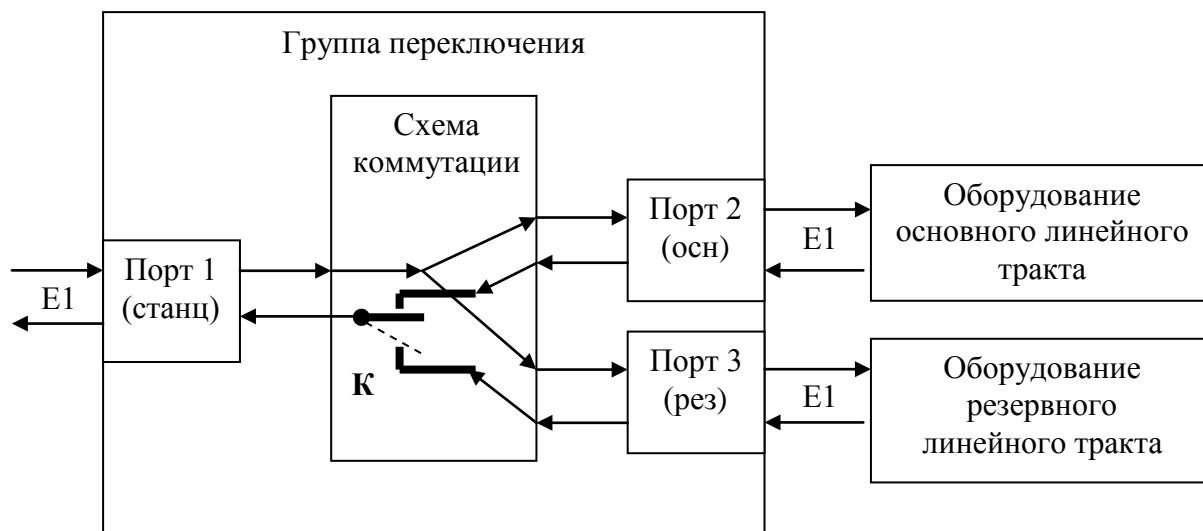 Группа переключения
Схема
коммутации
Порт 1
(станц)
E1
К
Порт 2
(осн)
E1
Оборудование
основного линейного
тракта
Порт 3
(рез)
E1
Оборудование
резервного
линейного тракта